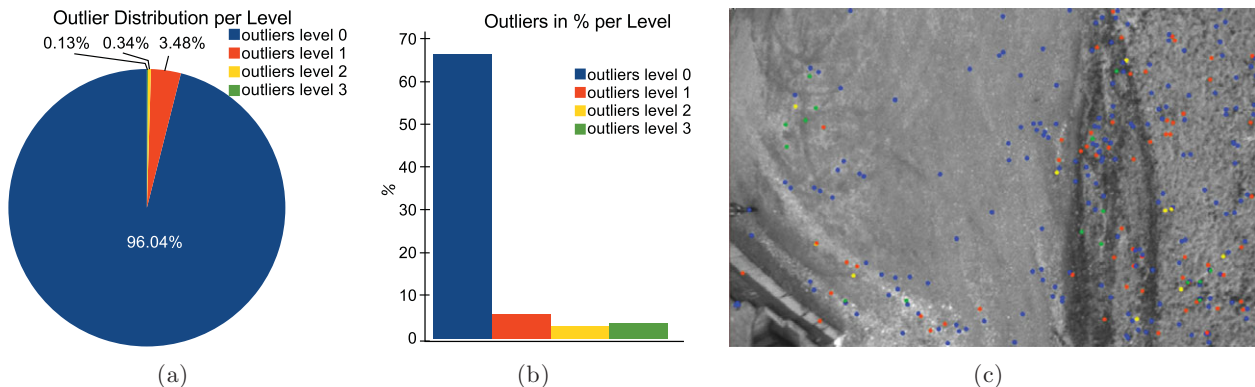 Outlier Distribution per Level
0.13% 0.34% 3.48%
outliers level 0
outliers level 1
outliers level 2
outliers level 3
96.04%
(a)
Outliers in % per Level
70
60
50
40
30
20
10
0
%
outliers level 0
outliers level 1
outliers level 2
outliers level 3
(b)
(c)